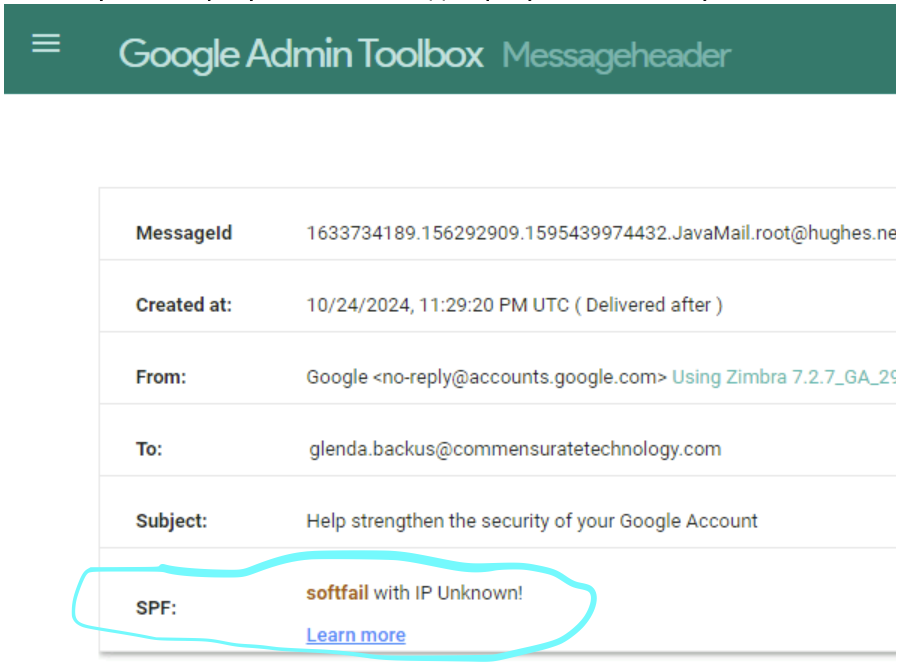 Google Admin Toolbox Messageheader
MessageId 1633734189.156292909.1595439974432.JavaMail.root@hughes.ne
Created at: 10/24/2024, 11:29:20 PM UTC ( Delivered after )
From: Google <no-reply@accounts.google.com> Using Zimbra 7.2.7_GA_29
To: glenda.backus@commensuratetechnology.com
Subject: Help strengthen the security of your Google Account
SPF: softfail with IP Unknown!
Learn more